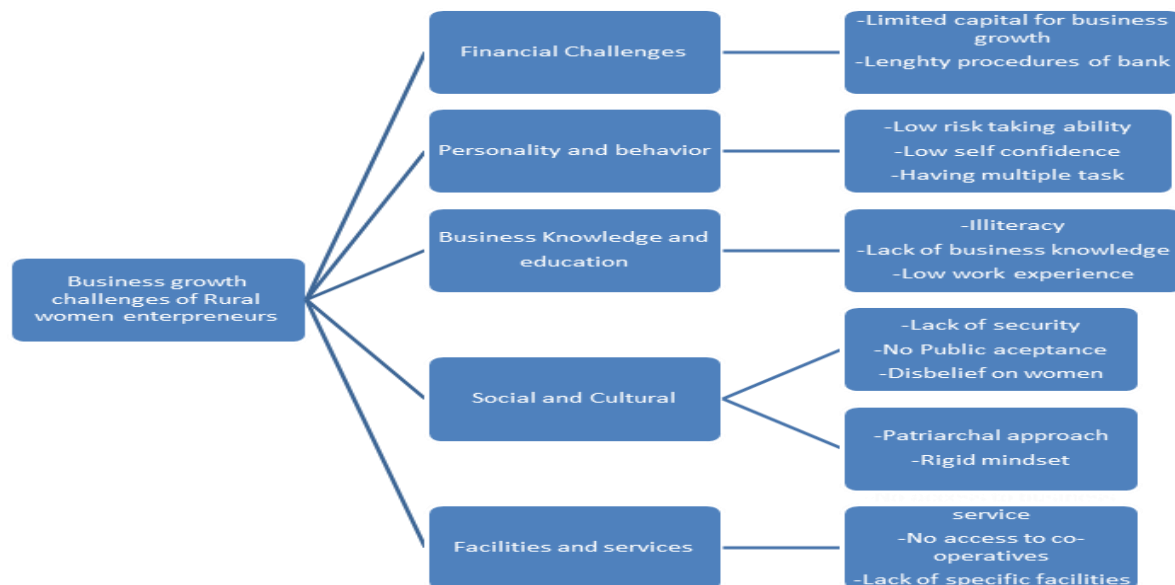 Business growth
challenges of Rural
women enterpreneurs
Financial Challenges
-Limited capital for business
growth
-Lenghty procedures of bank
Personality and behavior
-Low risk taking ability
-Low self confidence
-Having multiple task
Business Knowledge and
education
-Illiteracy
-Lack of business knowledge
-Low work experience
Social and Cultural
-Lack of security
-No Public aceptance
-Disbelief on women
-Patriarchal approach
-Rigid mindset
Facilities and services
service
-No access to co-
operatives
-Lack of specific facilities